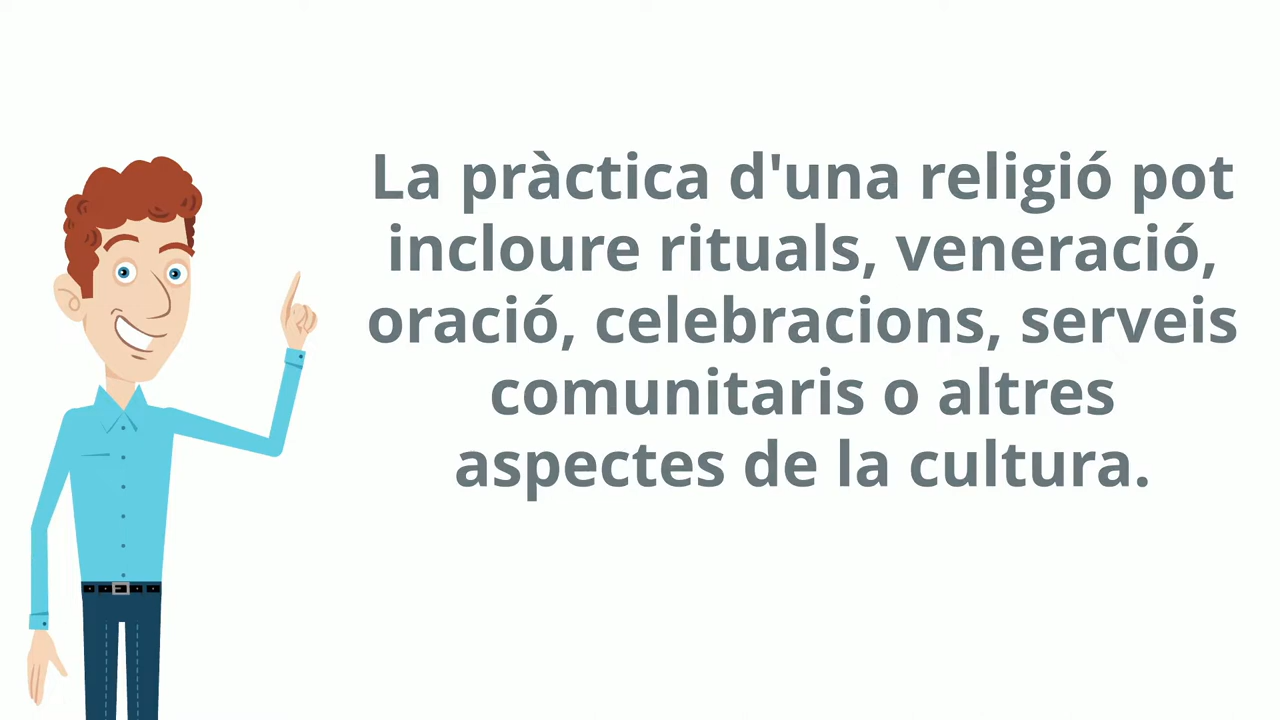 La pràctica d'una religió pot
incloure rituals, veneració,
oració, celebracions, serveis
comunitaris o altres
aspectes de la cultura.